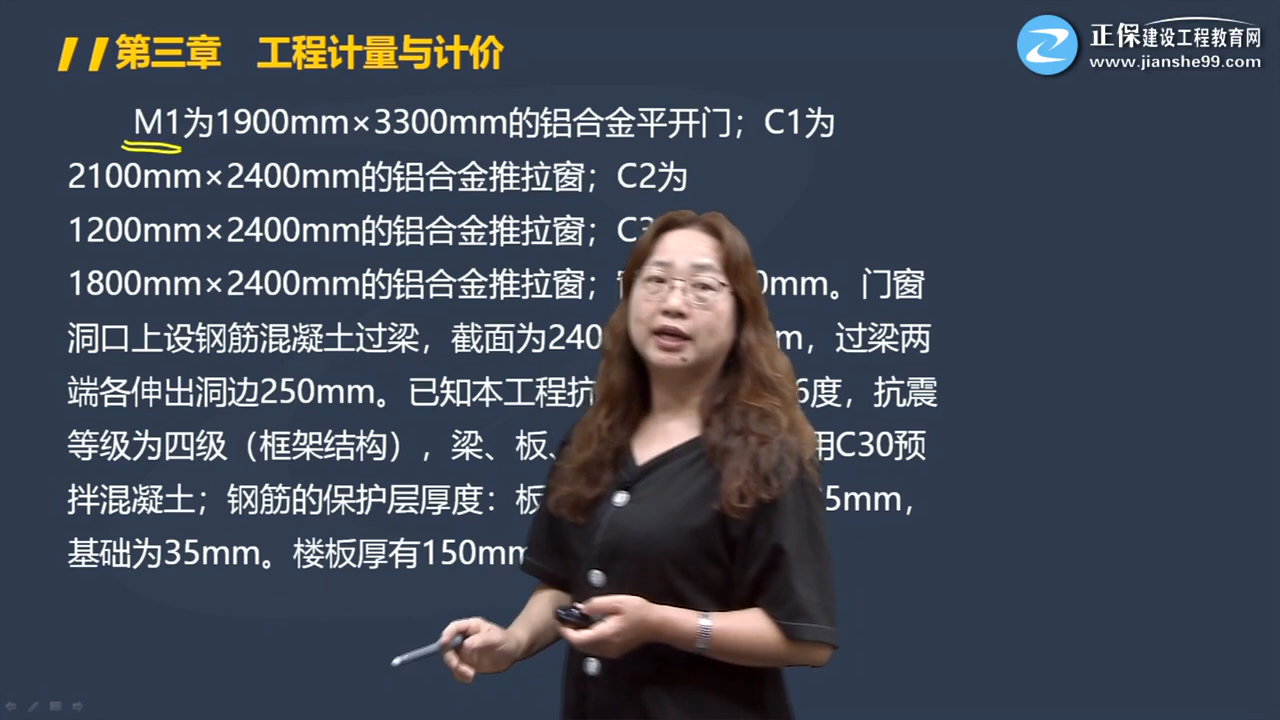 第三章 工程计量与计价
正保建设工程教育网
www.jianshe99.com
M1为1900mm×3300mm的铝合金平开门；C1为
2100mm×2400mm的铝合金推拉窗；C2为
1200mm×2400mm的铝合金推拉窗；
1800mm×2400mm的铝合金推拉窗； 0mm。门窗
洞口上设钢筋混凝土过梁，截面为240 m，过梁两
端各伸出洞边250mm。已知本工程抗 6度，抗震
等级为四级（框架结构），梁、板、 用C30预
拌混凝土；钢筋的保护层厚度：板 5mm，
基础为35mm。楼板厚有150mm